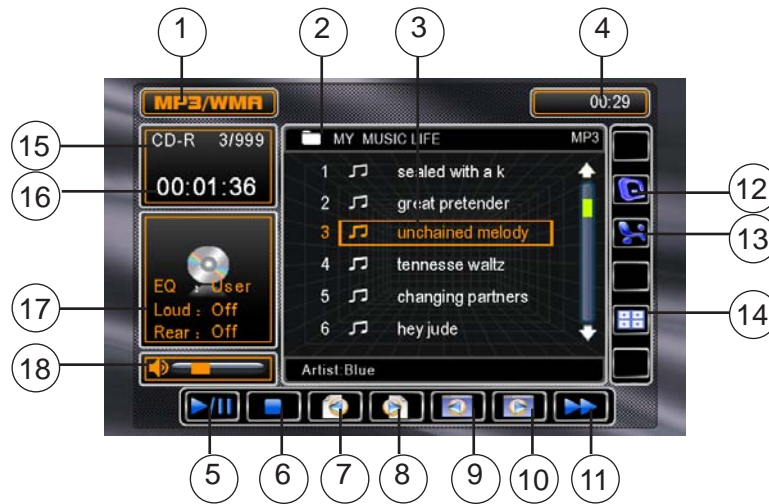 1 2 3 4
MP3/WMA 00:29
15 CD-R 3/999 MY MUSIC LIFE MP3
16 00:01:36
1 sealed with a k
2 great pretender
3 unchained melody
4 tennesse waltz
5 changing partners
6 hey jude
12
13
14
17 EQ : User
Loud : Off
Rear : Off
18 Artist:Blue
5 6 7 8 9 10 11